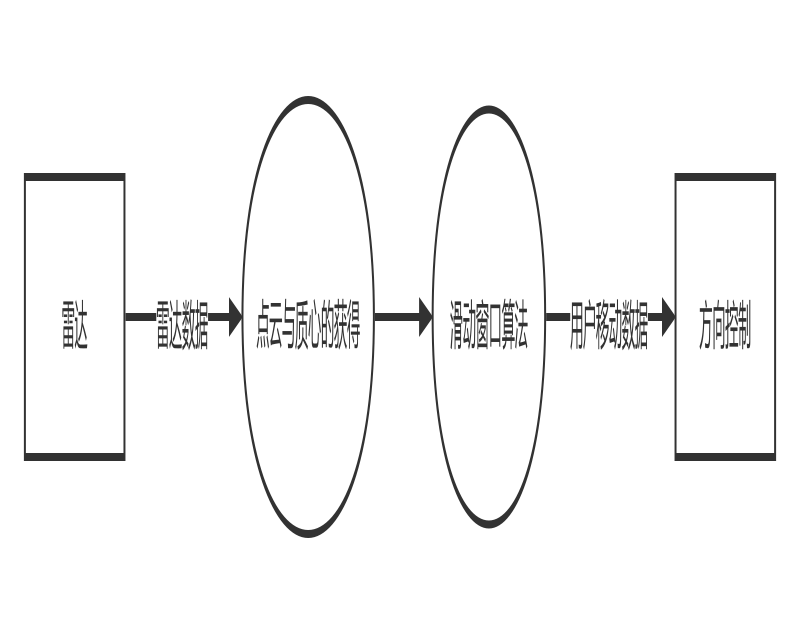 雷达
雷达数据
点云与质心的获得
滑动窗口算法
用户移动数据
方向控制